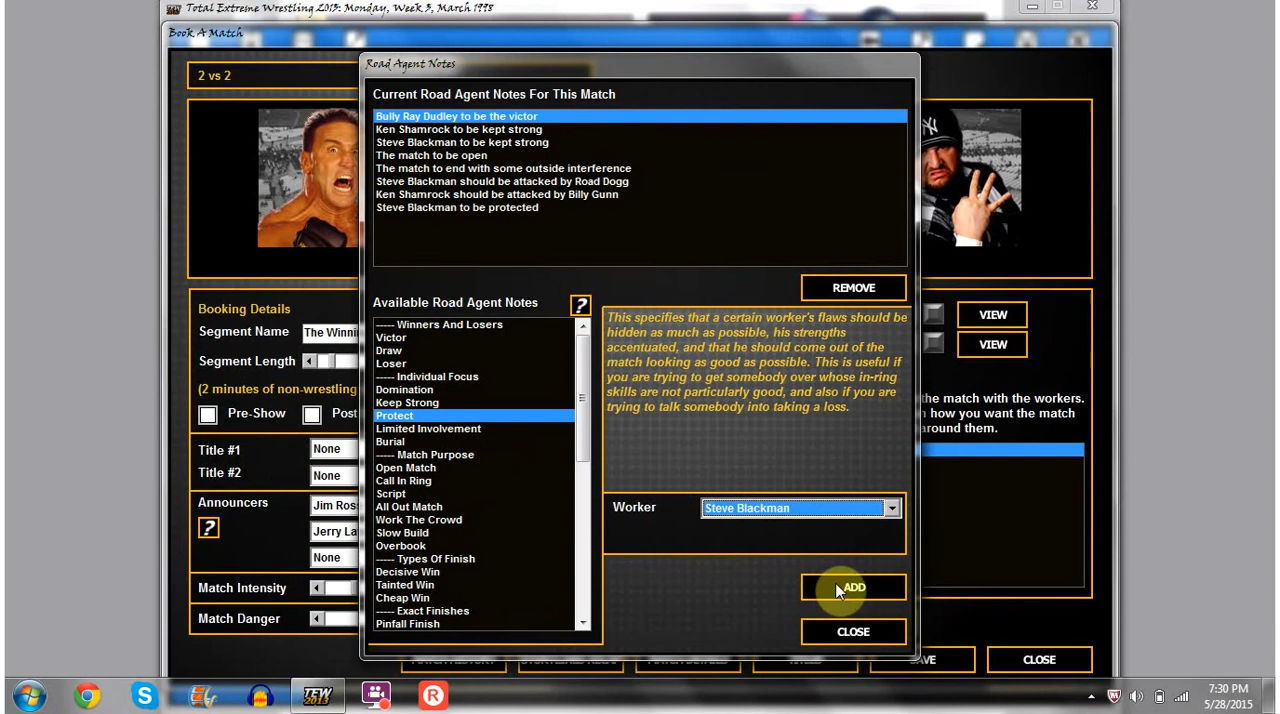 Total Extreme Wrestling 2013: Monday, Week 3, March 1998
Book A Match
2 vs 2
Road Agent Notes
Current Road Agent Notes For This Match
Bully Ray Dudley to be the victor
Ken Shamrock to be kept strong
Steve Blackman to be kept strong
The match to be open
The match to end with some outside interference
Steve Blackman should be attacked by Road Dogg
Ken Shamrock should be attacked by Billy Gunn
Steve Blackman to be protected
REMOVE
Available Road Agent Notes
?
----- Winners And Losers
Victor
Draw
Loser
----- Individual Focus
Domination
Keep Strong
Protect
Limited Involvement
Burial
----- Match Purpose
Open Match
Call In Ring
Script
All Out Match
Work The Crowd
Slow Build
Overbook
----- Types Of Finish
Decisive Win
Tainted Win
Cheap Win
----- Exact Finishes
Pinfall Finish
This specifies that a certain worker's flaws should be
hidden as much as possible, his strengths
accentuated, and that he should come out of the
match looking as good as possible. This is useful if
you are trying to get somebody over whose in-ring
skills are not particularly good, and also if you are
trying to talk somebody into taking a loss.
Worker
Steve Blackman
ADD
CLOSE
Booking Details
Segment Name
The Winni
Segment Length
(2 minutes of non-wrestling
Pre-Show
Post
Title #1
None
Title #2
None
Announcers
Jim Ros
?
Jerry La
None
Match Intensity
Match Danger
VIEW
VIEW
the match with the workers.
how you want the match
around them.
CLOSE
TEW
2013
7:30 PM
5/28/2015